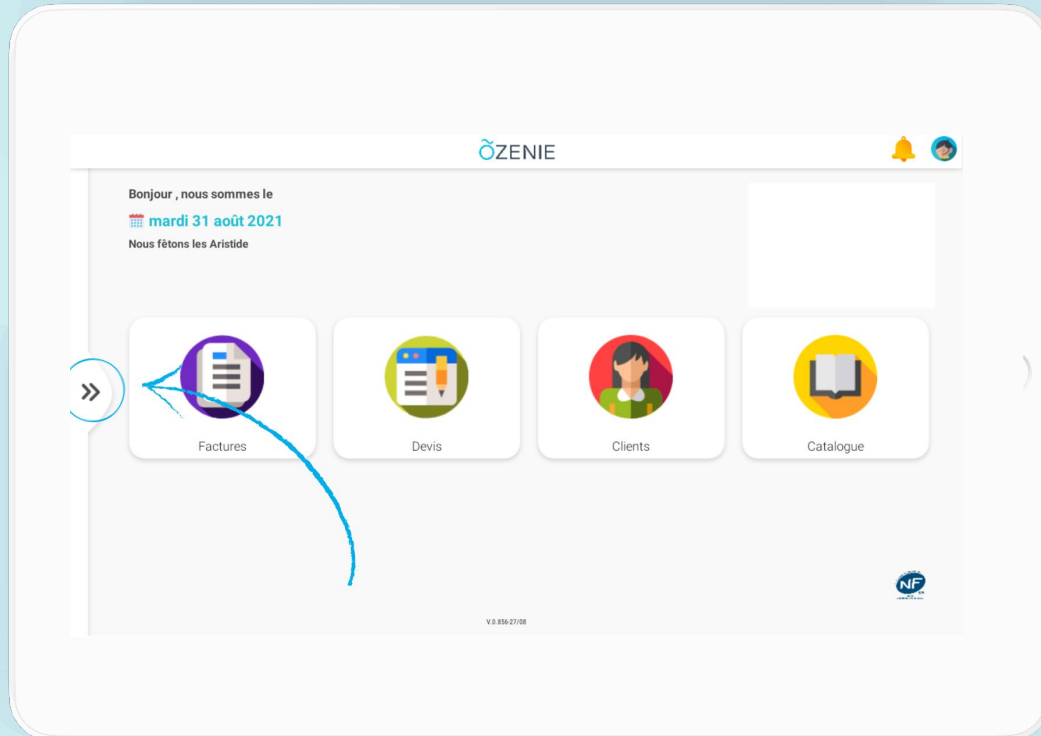 ÕZENIE
Bonjour , nous sommes le
mardi 31 août 2021
Nous fêtons les Aristide
Factures
Devis
Clients
Catalogue
NF
V.0.856-27/08